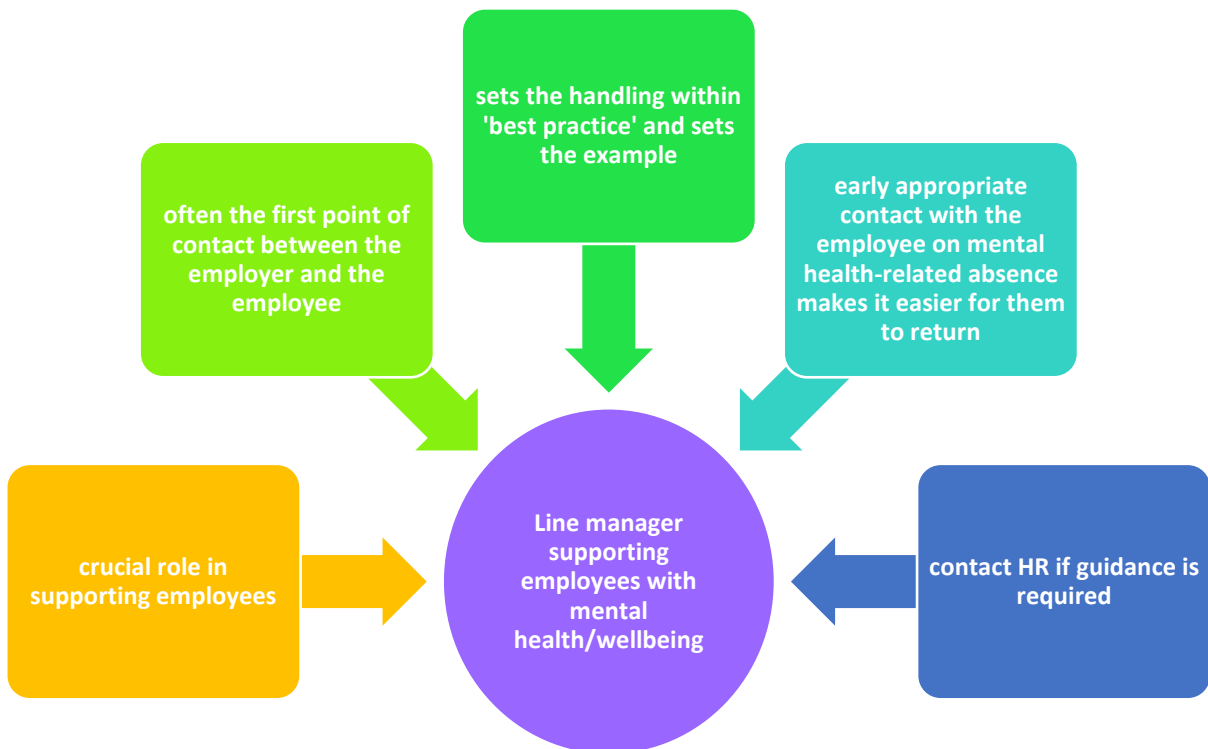 sets the handling within
'best practice' and sets
the example
often the first point of
contact between the
employer and the
employee
early appropriate
contact with the
employee on mental
health-related absence
makes it easier for them
to return
crucial role in
supporting employees
Line manager
supporting
employees with
mental
health/wellbeing
contact HR if guidance is
required